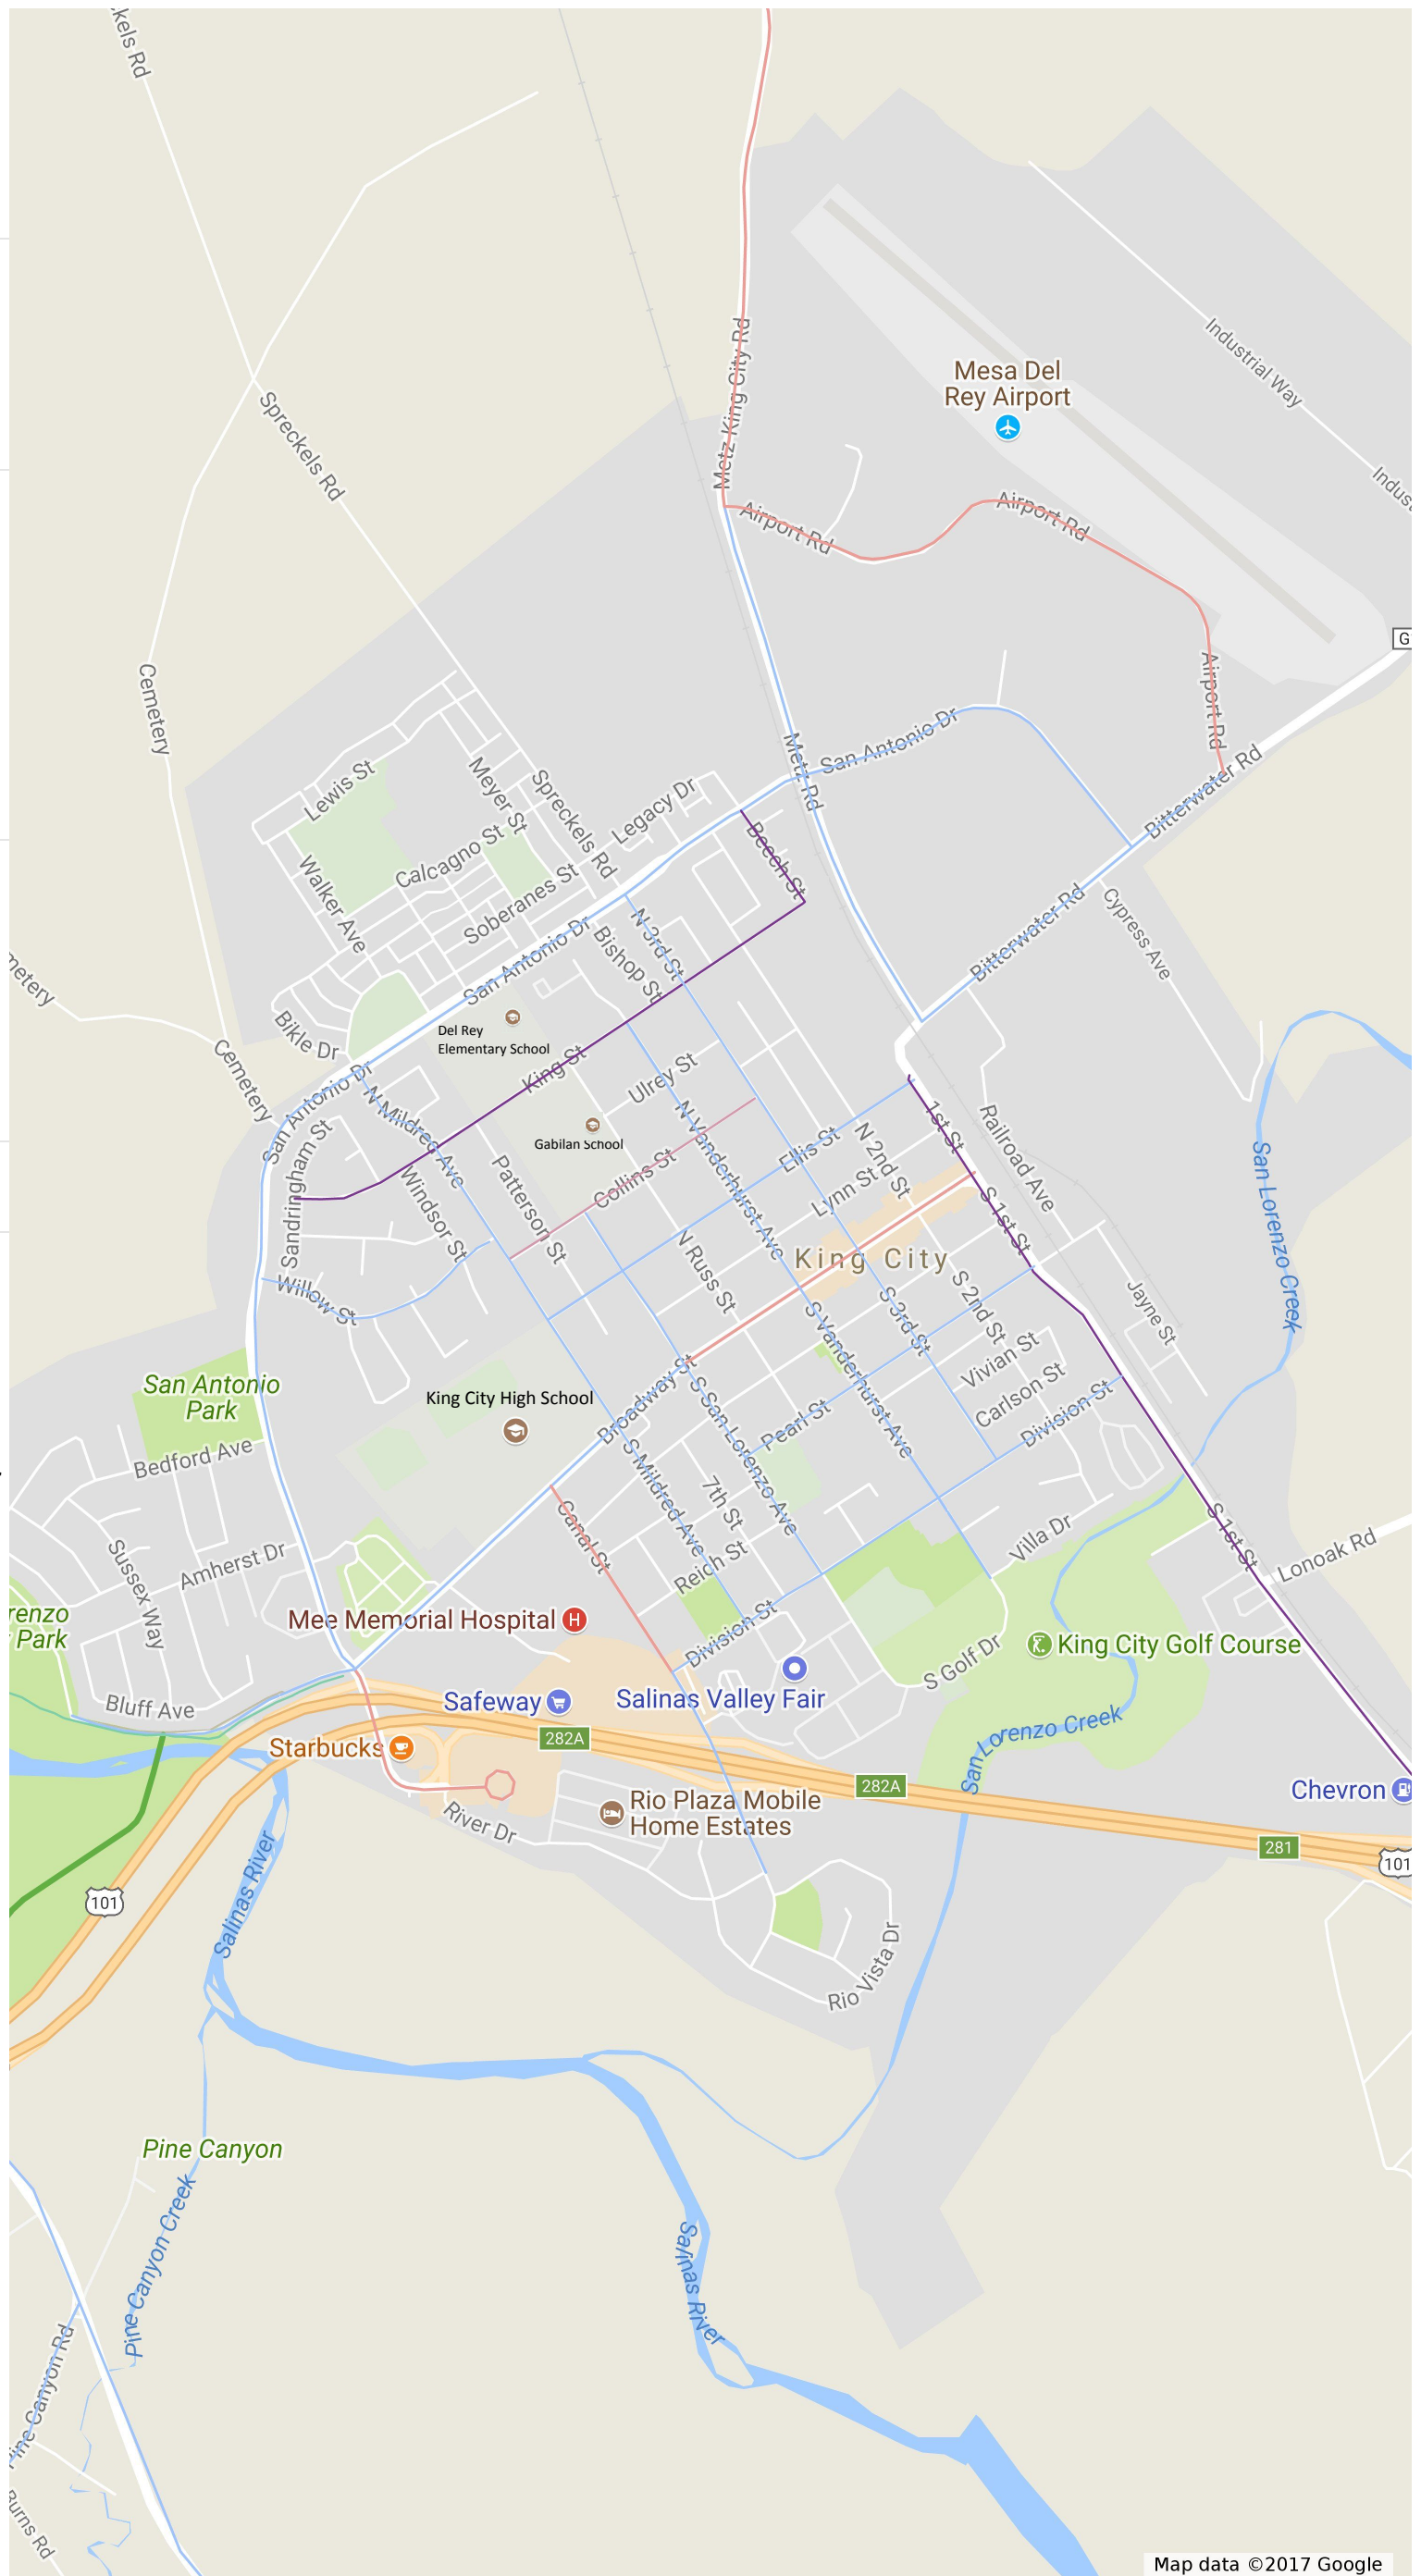 ckels Rd
Metz King City Rd
Industrial Way
Mesa Del
Rey Airport
Spreckels Rd
Indus
Airport Rd
Airport Rd
G
Airport Rd
Cemetery
San Antonio Dr
Metz Rd
Bitterwater Rd
Lewis St
Meyer St
Spreckels Rd
Legacy Dr
Beech St
Calcagno St
Walker Ave
Soberanes St
San Antonio Dr
N 3rd St
Bishop St
Bitterwater Rd
Cypress Ave
metery
Bikle Dr
Del Rey
Elementary School
Cemetery
King St
Ulrey St
San Antonio Dr
N Mildred Ave
Gabilan School
N Vanderhurst Ave
1st St
Railroad Ave
Sandringham St
Windsor St
Patterson St
Collins St
Ellis St
N 2nd St
Lynn St
S 1st St
San Lorenzo Creek
N Russ St
King City
Willow St
S 2nd St
S 3rd St
Jayne St
S Vanderhurst Ave
Vivian St
San Antonio
Park
King City High School
Broadway St
S San Lorenzo Ave
Carlson St
Division St
Pearl St
Bedford Ave
S Mildred Ave
7th St
Canal St
S 1st St
Sussex Way
Amherst Dr
Reich St
Villa Dr
Lonoak Rd
renzo
Park
Mee Memorial Hospital
H
Division St
King City Golf Course
S Golf Dr
Bluff Ave
Safeway
Salinas Valley Fair
282A
Starbucks
San Lorenzo Creek
282A
Chevron
Rio Plaza Mobile
Home Estates
River Dr
281
101
101
Salinas River
Rio Vista Dr
Pine Canyon
Pine Canyon Creek
Salinas River
Pine Canyon Rd
Burns Rd
Map data ©2017 Google